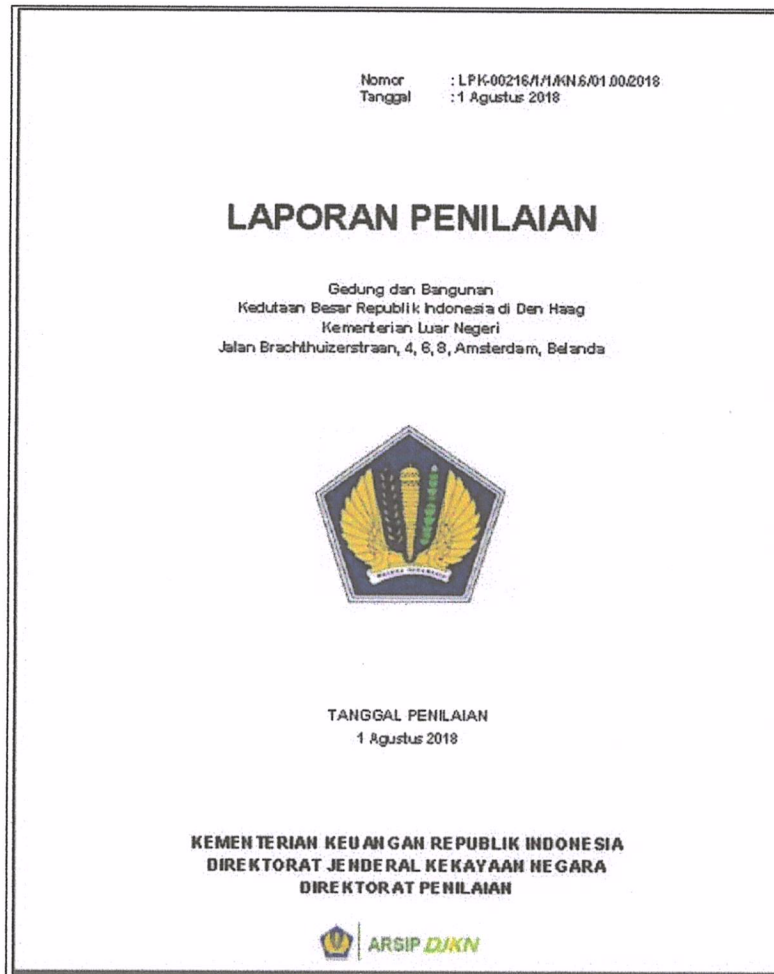 Nomor : LPK-00216/1/1/KN.6/01.00/2018
Tanggal : 1 Agustus 2018
LAPORAN PENILAIAN
Gedung dan Bangunan
Kedutaan Besar Republik Indonesia di Den Haag
Kementerian Luar Negeri
Jalan Brachthuizerstraan, 4, 6, 8, Amsterdam, Belanda
TANGGAL PENILAIAN
1 Agustus 2018
KEMENTERIAN KEUANGAN REPUBLIK INDONESIA
DIREKTORAT JENDERAL KEKAYAAN NEGARA
DIREKTORAT PENILAIAN
ARSIP DJKN